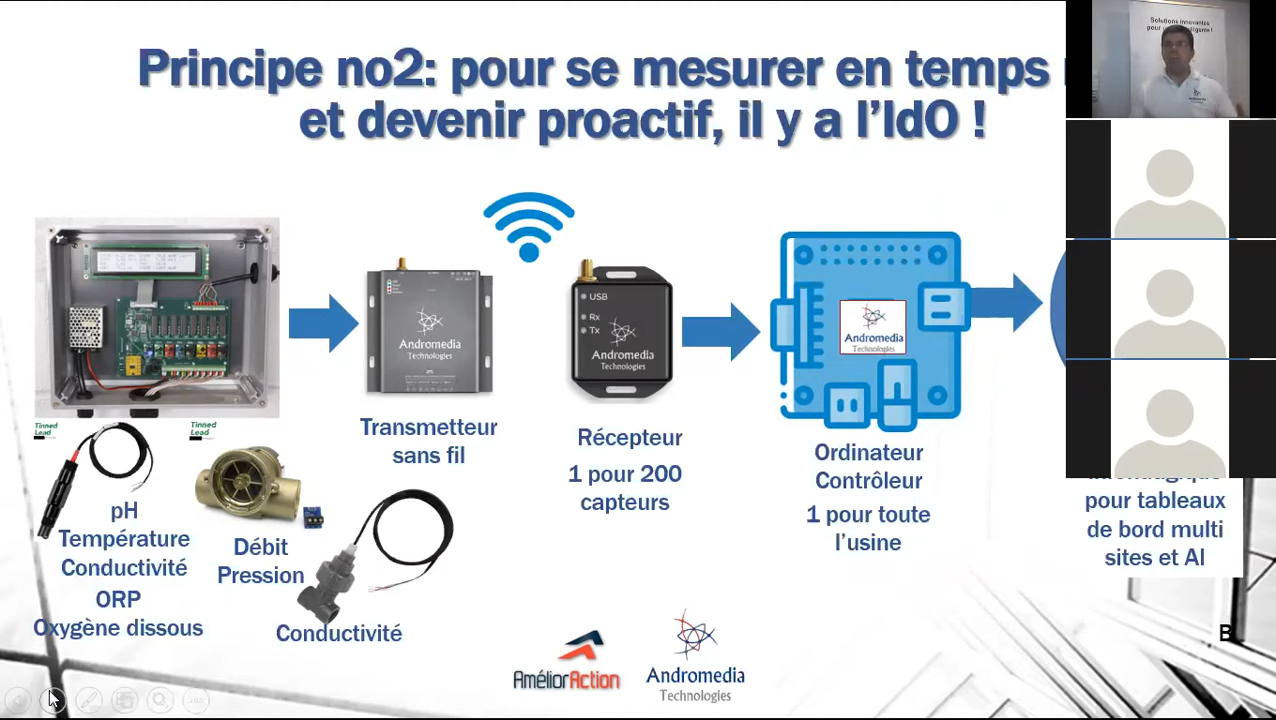 Principe no2: pour se mesurer en temps
et devenir proactif, il y a l'IdO !
Solutions innovantes
Andromedia
Tinned
Lead
Tinned
Lead
pH
Température
Conductivité
ORP
Oxygène dissous
Débit
Pression
Conductivité
Andromedia
Technologies
Transmetteur
sans fil
USB
Rx
Tx
Andromedia
Technologies
Récepteur
1 pour 200
capteurs
Andromedia
Technologies
Ordinateur
Contrôleur
1 pour toute
l'usine
pour tableaux
de bord multi
sites et AI
B
AméliorAction
Andromedia
Technologies